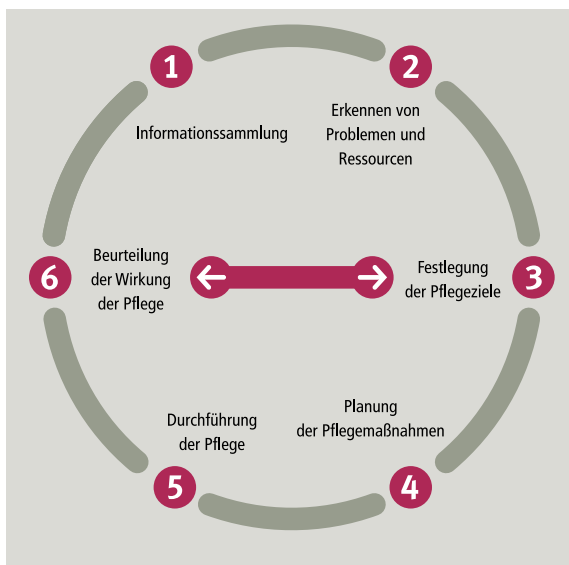 1
Informationssammlung
2
Erkennen von
Problemen und
Ressourcen
3
Festlegung
der Pflegeziele
4
Planung
der Pflegemaßnahmen
5
Durchführung
der Pflege
6
Beurteilung
der Wirkung
der Pflege